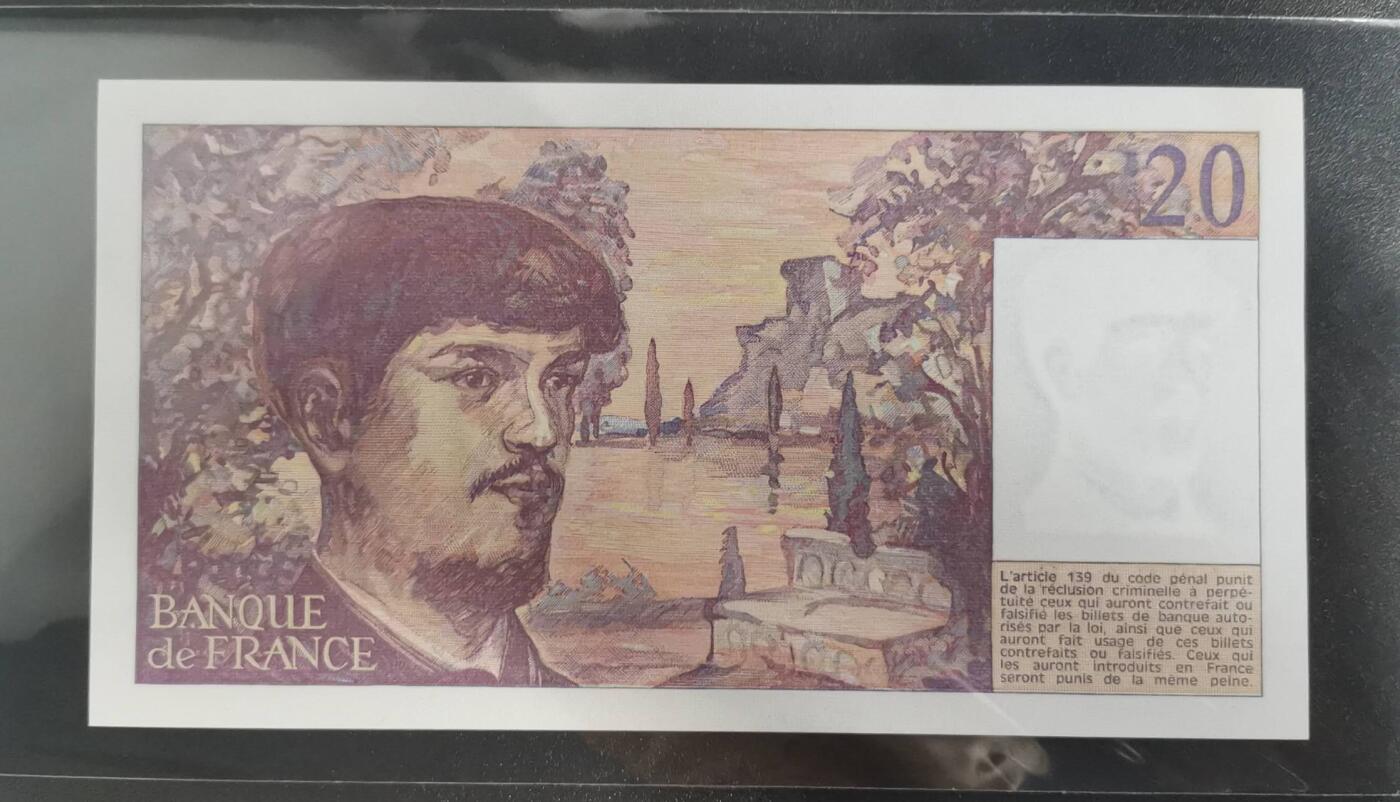 20
BANQUE
de FRANCE
L'article 139 du code pénal punit
de la réclusion criminelle à perpé-
tuité ceux qui auront contrefait ou
falsifié les billets de banque auto-
risés par la loi, ainsi que ceux qui
auront fait usage de ces billets
contrefaits ou falsifiés. Ceux qui
les auront introduits en France
seront punis de la même peine.